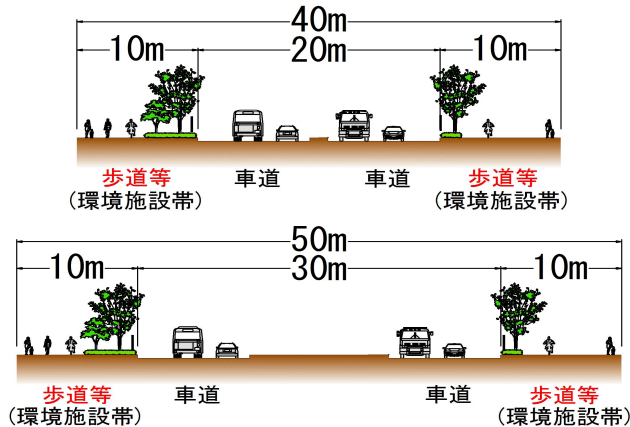 40m
10m 20m 10m
歩道等 車道 車道 歩道等
(環境施設帯) (環境施設帯)
50m
10m 30m 10m
歩道等 車道 車道 歩道等
(環境施設帯) (環境施設帯)